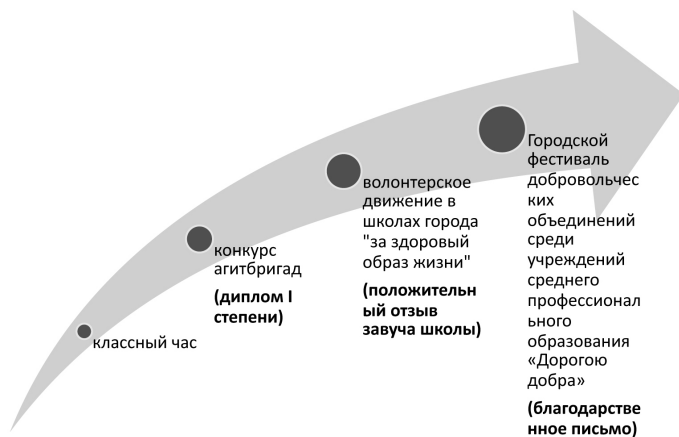 классный час
конкурс
агитбригад
(диплом I
степени)
волонтерское
движение в
школах города
"за здоровый
образ жизни"
(положительн
ый отзыв
завуча школы)
Городской
фестиваль
добровольчес
ких
объединений
среди
учреждений
среднего
профессионал
ьного
образования
«Дорогою
добра»
(благодарстве
нное письмо)